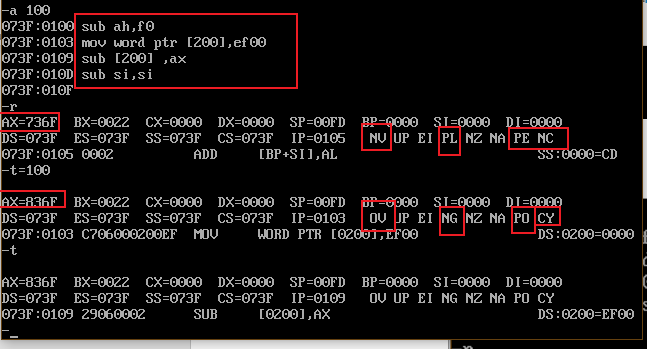 -a 100
073F:0100 sub ah,f0
073F:0103 mov word ptr [200],ef00
073F:0109 sub [200] ,ax
073F:010D sub si,si
073F:010F
-r
AX=736F BX=0022 CX=0000 DX=0000 SP=00FD BP=0000 SI=0000 DI=0000
DS=073F ES=073F SS=073F CS=073F IP=0105 NV UP EI PL NZ NA PE NC
073F:0105 0002 ADD [BP+SI],AL SS:0000=CD
-t=100
AX=836F BX=0022 CX=0000 DX=0000 SP=00FD BP=0000 SI=0000 DI=0000
DS=073F ES=073F SS=073F CS=073F IP=0103 OV UP EI NG NZ NA PO CY
073F:0103 C706000200EF MOV WORD PTR [0200],EF00 DS:0200=0000
-t
AX=836F BX=0022 CX=0000 DX=0000 SP=00FD BP=0000 SI=0000 DI=0000
DS=073F ES=073F SS=073F CS=073F IP=0109 OV UP EI NG NZ NA PO CY
073F:0109 29060002 SUB [0200],AX DS:0200=EF00
-